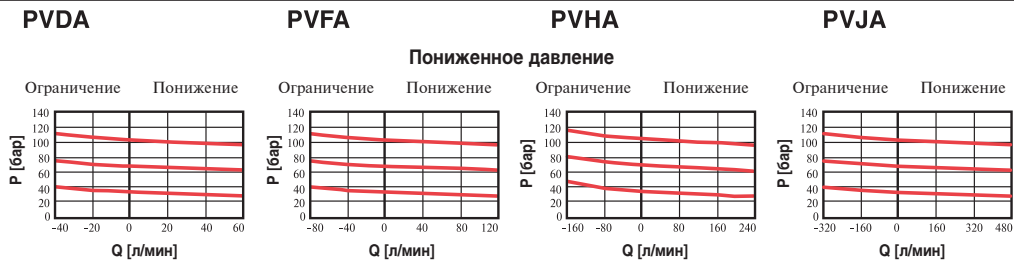 PVDA PVFA PVHA PVJA
Пониженное давление
Ограничение Понижение Ограничение Понижение Ограничение Понижение Ограничение Понижение
P [бар] 140 120 100 80 60 40 20 0
-40 -20 0 20 40 60
Q [л/мин]
P [бар] 140 120 100 80 60 40 20 0
-80 -40 0 40 80 120
Q [л/мин]
P [бар] 140 120 100 80 60 40 20 0
-160 -80 0 80 160 240
Q [л/мин]
P [бар] 140 120 100 80 60 40 20 0
-320 -160 0 160 320 480
Q [л/мин]